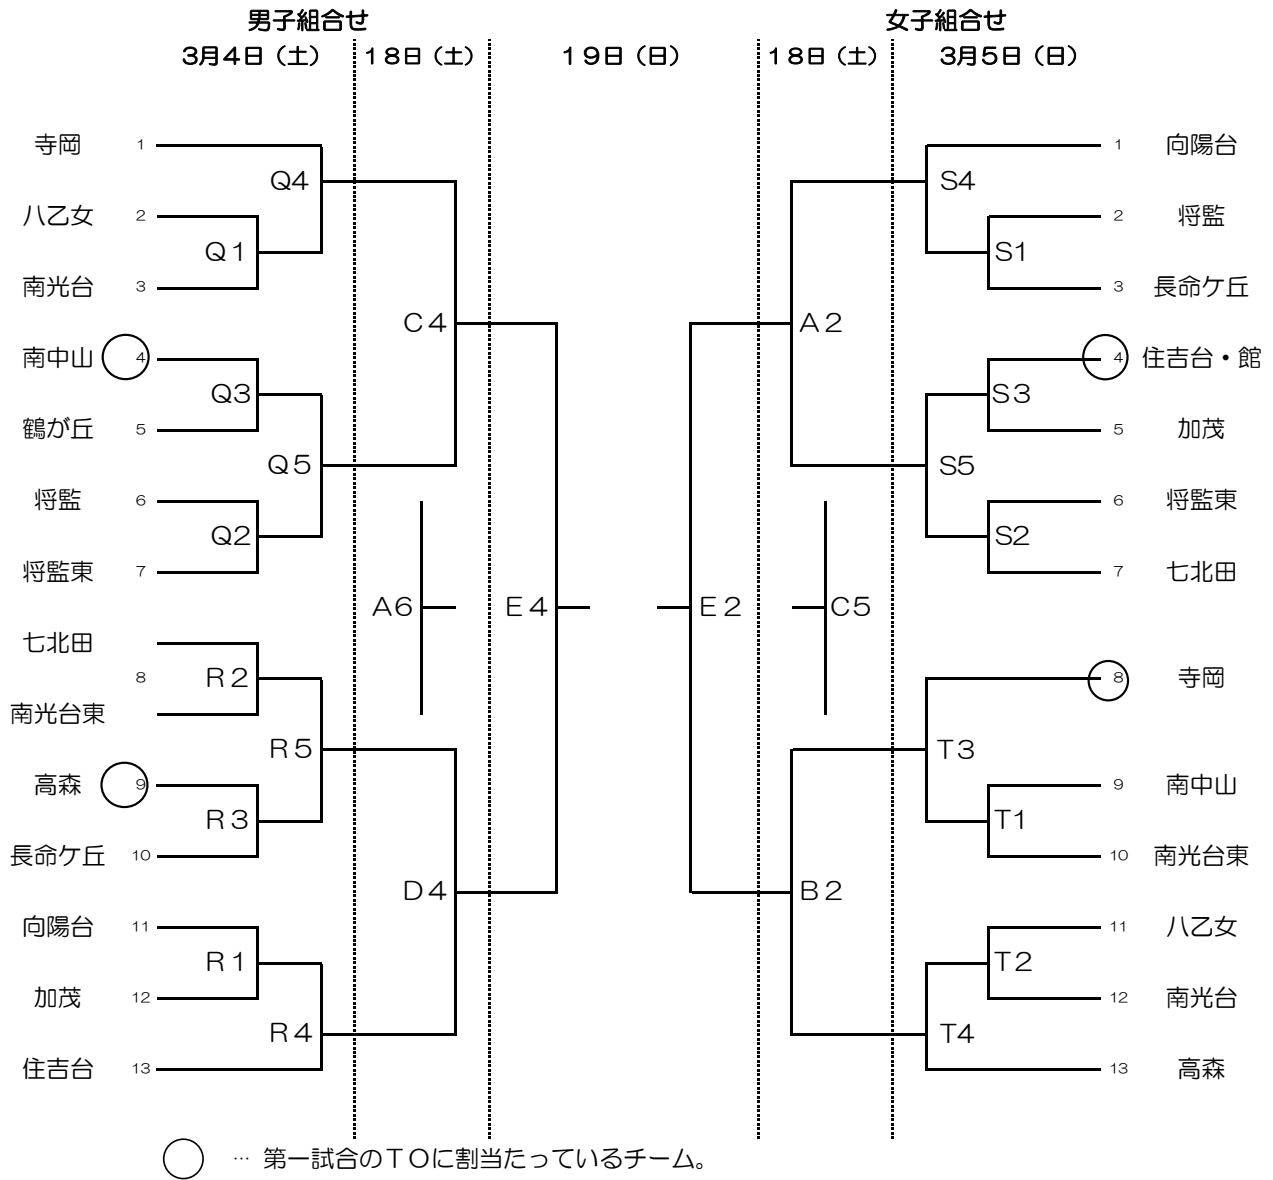 男子組合せ 女子組合せ
3月4日（土） 18日（土） 19日（日） 18日（土） 3月5日（日）
寺岡 1 1 向陽台
Q4 S4
八乙女 2 2 将監
Q1 S1
南光台 3 3 長命ケ丘
C4 A2
南中山 4 4 住吉台・館
Q3 S3
鶴が丘 5 5 加茂
Q5 S5
将監 6 6 将監東
Q2 S2
将監東 7 7 七北田
A6 E4 E2 C5
七北田
8 R2 8 寺岡
南光台東
R5 T3
高森 9 9 南中山
R3 T1
長命ケ丘 10 10 南光台東
D4 B2
向陽台 11 11 八乙女
R1 T2
加茂 12 12 南光台
R4 T4
住吉台 13 13 高森
… 第一試合のTOに割当たっているチーム。